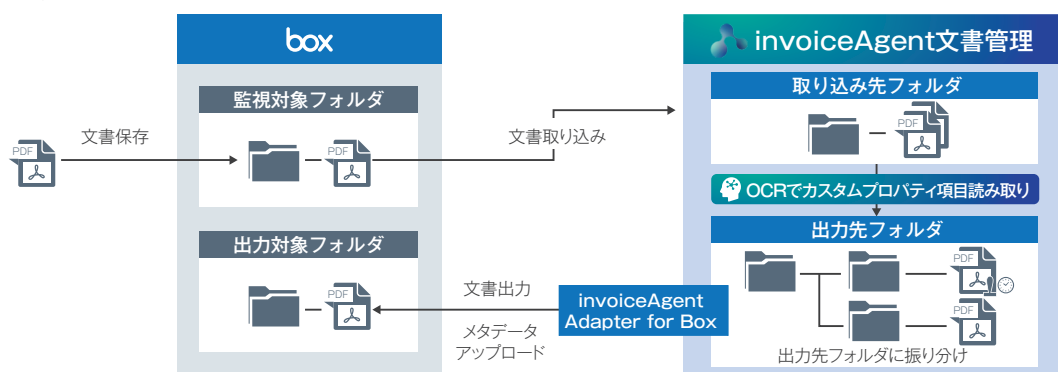 box
invoiceAgent文書管理
監視対象フォルダ
取り込み先フォルダ
文書保存
文書取り込み
PDF
PDF
PDF
OCRでカスタムプロパティ項目読み取り
出力対象フォルダ
出力先フォルダ
PDF
文書出力
invoiceAgent
Adapter for Box
メタデータ
アップロード
PDF
PDF
出力先フォルダに振り分け